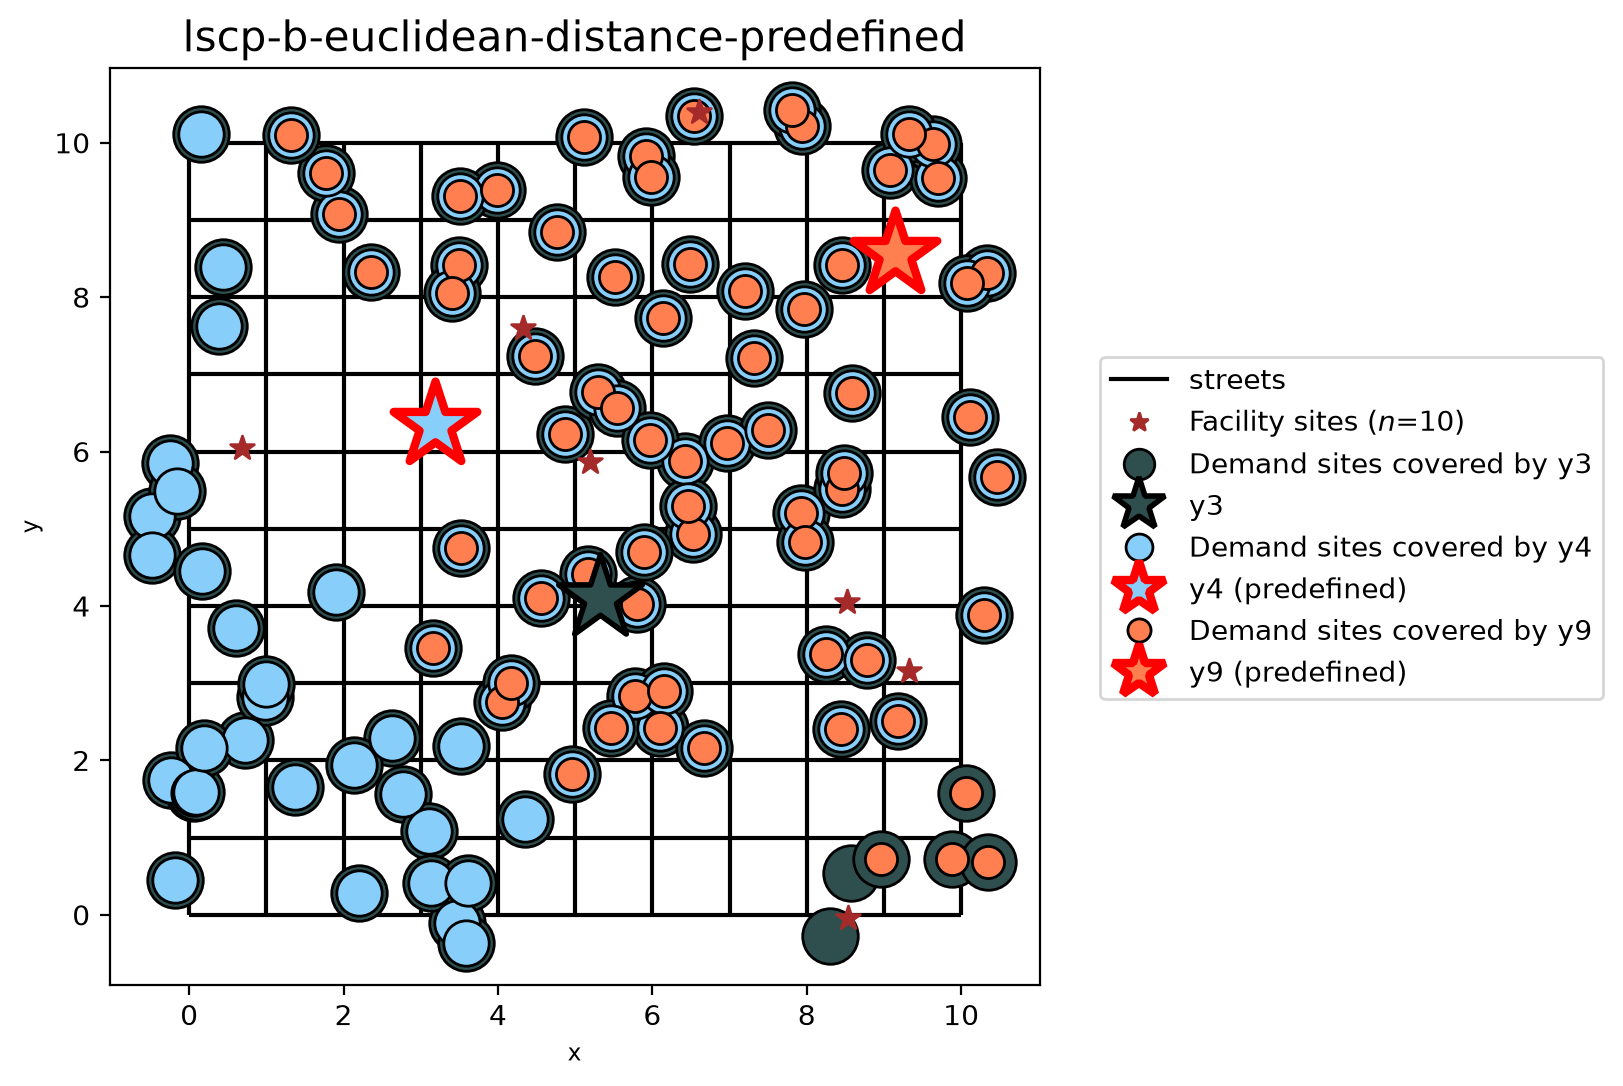 lscp-b-euclidean-distance-predefined
y
10
8
6
4
2
0
0 2 4 6 8 10
x
streets
Facility sites (n=10)
Demand sites covered by y3
y3
Demand sites covered by y4
y4 (predefined)
Demand sites covered by y9
y9 (predefined)